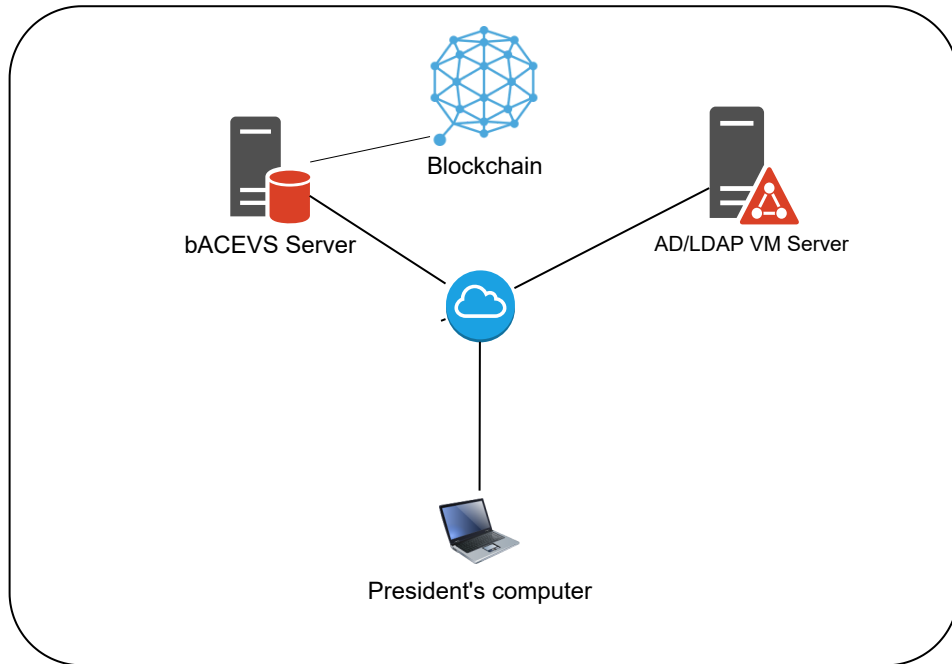 Blockchain
bACEVS Server
AD/LDAP VM Server
President's computer